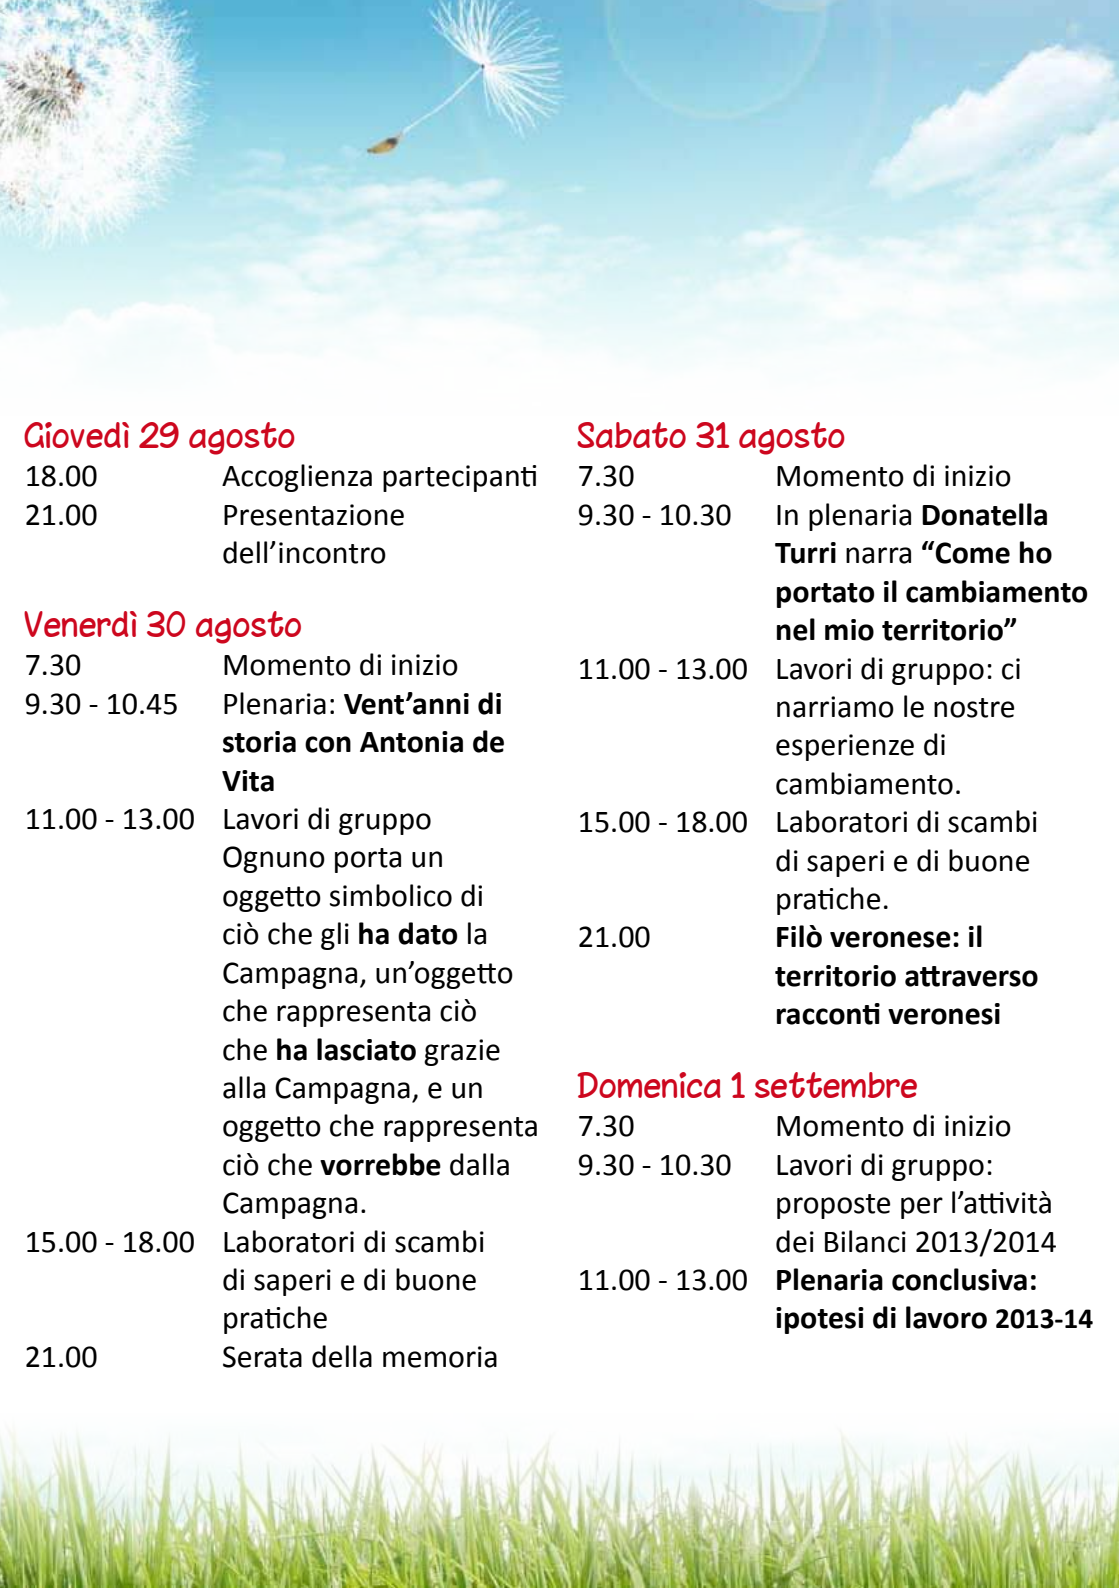 Giovedì 29 agosto
18.00 Accoglienza partecipanti
21.00 Presentazione
dell’incontro
Venerdì 30 agosto
7.30 Momento di inizio
9.30 - 10.45 Plenaria: Vent’anni di
storia con Antonia de
Vita
11.00 - 13.00 Lavori di gruppo
Ognuno porta un
oggetto simbolico di
ciò che gli ha dato la
Campagna, un’oggetto
che rappresenta ciò
che ha lasciato grazie
alla Campagna, e un
oggetto che rappresenta
ciò che vorrebbe dalla
Campagna.
15.00 - 18.00 Laboratori di scambi
di saperi e di buone
pratiche
21.00 Serata della memoria
Sabato 31 agosto
7.30 Momento di inizio
9.30 - 10.30 In plenaria Donatella
Turri narra “Come ho
portato il cambiamento
nel mio territorio”
11.00 - 13.00 Lavori di gruppo: ci
narriamo le nostre
esperienze di
cambiamento.
15.00 - 18.00 Laboratori di scambi
di saperi e di buone
pratiche.
21.00 Filò veronese: il
territorio attraverso
racconti veronesi
Domenica 1 settembre
7.30 Momento di inizio
9.30 - 10.30 Lavori di gruppo:
proposte per l’attività
dei Bilanci 2013/2014
11.00 - 13.00 Plenaria conclusiva:
ipotesi di lavoro 2013-14